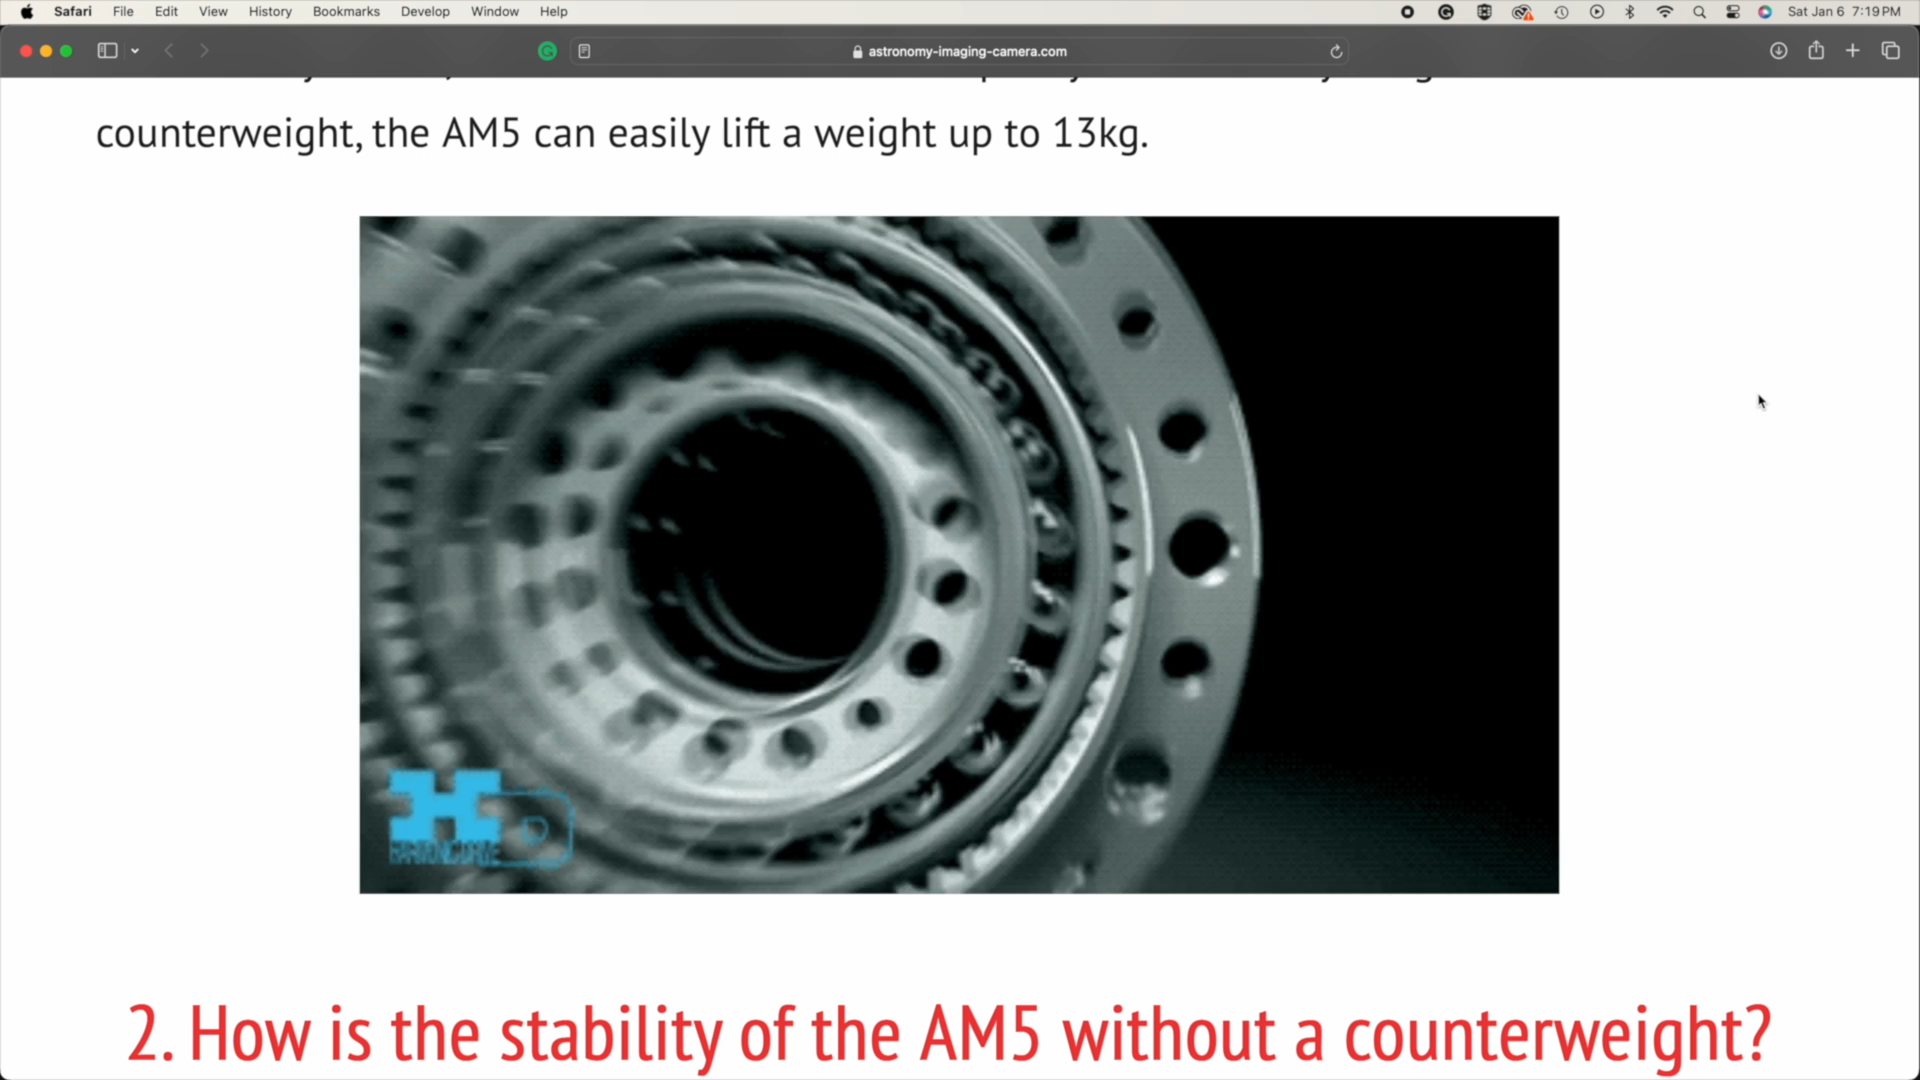 Safari File Edit View History Bookmarks Develop Window Help Sat Jan 6 7:19 PM
astronomy-imaging-camera.com
counterweight, the AM5 can easily lift a weight up to 13kg.
2. How is the stability of the AM5 without a counterweight?